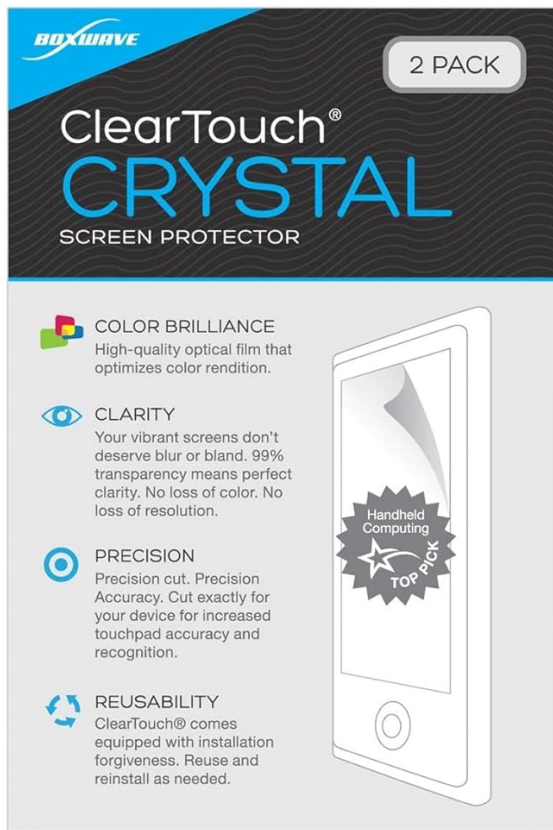 BOXWAVE
2 PACK
ClearTouch®
CRYSTAL
SCREEN PROTECTOR
COLOR BRILLIANCE
High-quality optical film that
optimizes color rendition.
CLARITY
Your vibrant screens don't
deserve blur or bland. 99%
transparency means perfect
clarity. No loss of color. No
loss of resolution.
PRECISION
Precision cut. Precision
Accuracy. Cut exactly for
your device for increased
touchpad accuracy and
recognition.
REUSABILITY
ClearTouch® comes
equipped with installation
forgiveness. Reuse and
reinstall as needed.
Handheld
Computing
TOP PICK